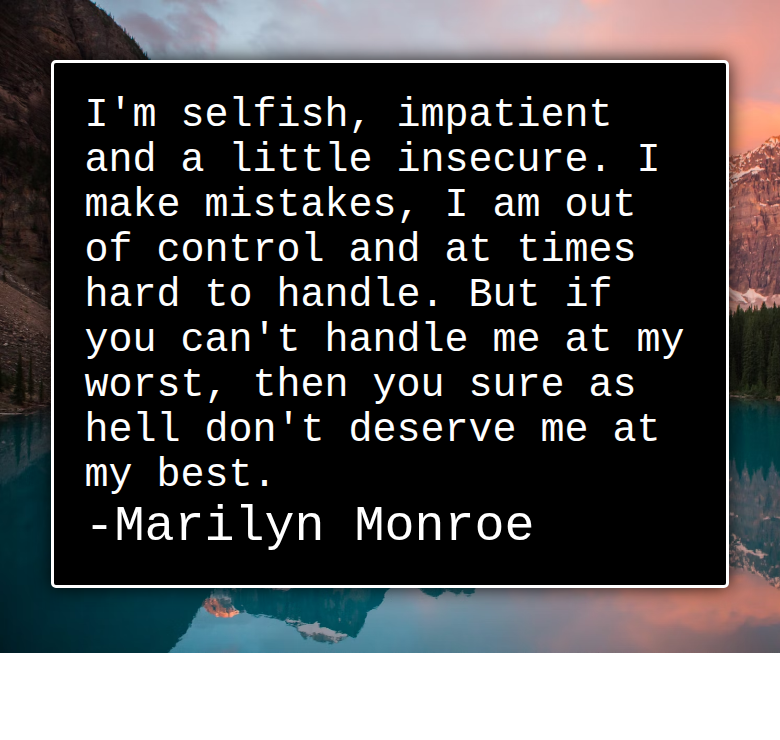 I'm selfish, impatient
and a little insecure. I
make mistakes, I am out
of control and at times
hard to handle. But if
you can't handle me at my
worst, then you sure as
hell don't deserve me at
my best.
-Marilyn Monroe